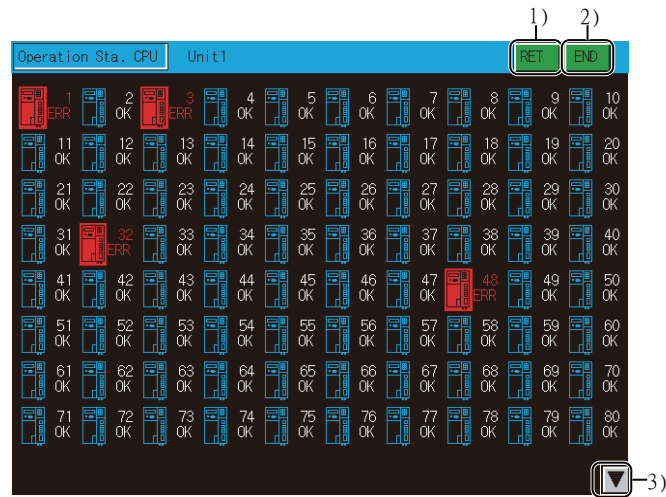 1) 2)
Operation Sta. CPU Unit1 RET END
1 2 3 4 5 6 7 8 9 10
ERR OK ERR OK OK OK OK OK OK OK
11 12 13 14 15 16 17 18 19 20
OK OK OK OK OK OK OK OK OK OK
21 22 23 24 25 26 27 28 29 30
OK OK OK OK OK OK OK OK OK OK
31 32 33 34 35 36 37 38 39 40
OK ERR OK OK OK OK OK OK OK OK
41 42 43 44 45 46 47 48 49 50
OK OK OK OK OK OK OK ERR OK OK
51 52 53 54 55 56 57 58 59 60
OK OK OK OK OK OK OK OK OK OK
61 62 63 64 65 66 67 68 69 70
OK OK OK OK OK OK OK OK OK OK
71 72 73 74 75 76 77 78 79 80
OK OK OK OK OK OK OK OK OK OK
3)